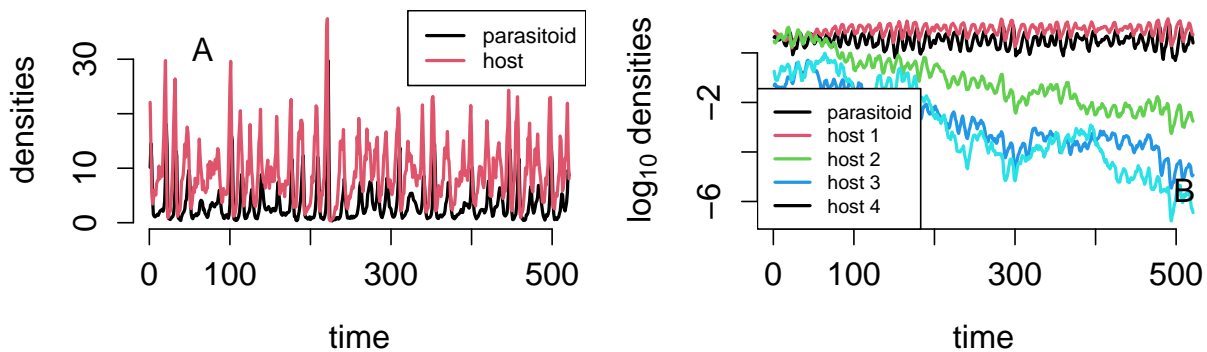 A
parasitoid
host
densities
30
10
0
0
100
300
500
time
log10 densities
−2
−6
parasitoid
host 1
host 2
host 3
host 4
B
0
100
300
500
time